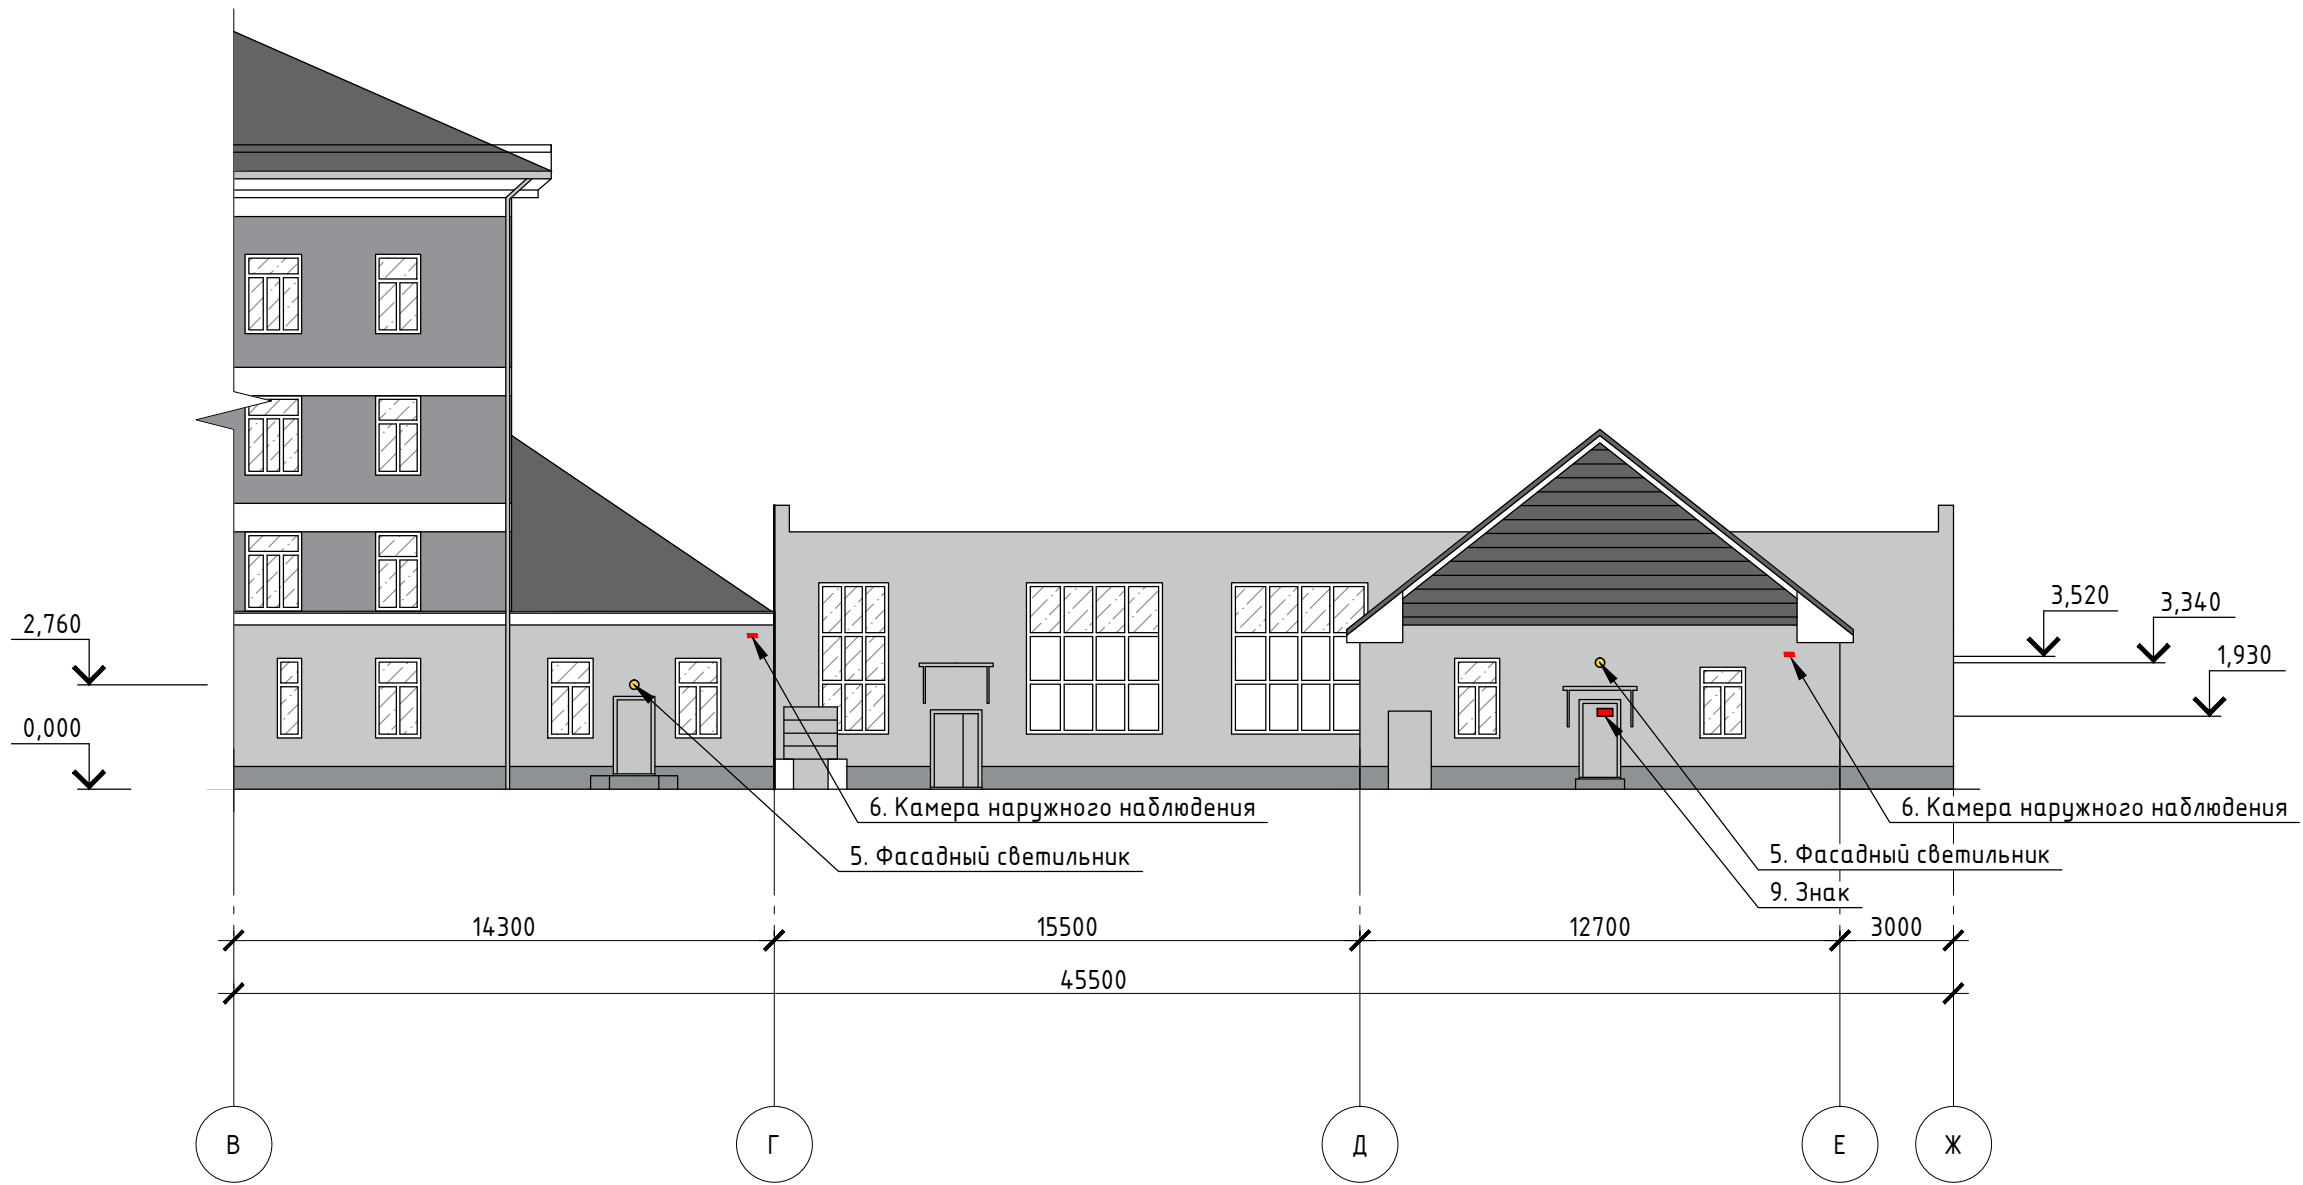 3,520
3,340
2,760
1,930
0,000
6. Камера наружного наблюдения
6. Камера наружного наблюдения
5. Фасадный светильник
5. Фасадный светильник
9. Знак
14300
15500
12700
3000
45500
В
Г
Д
Е
Ж